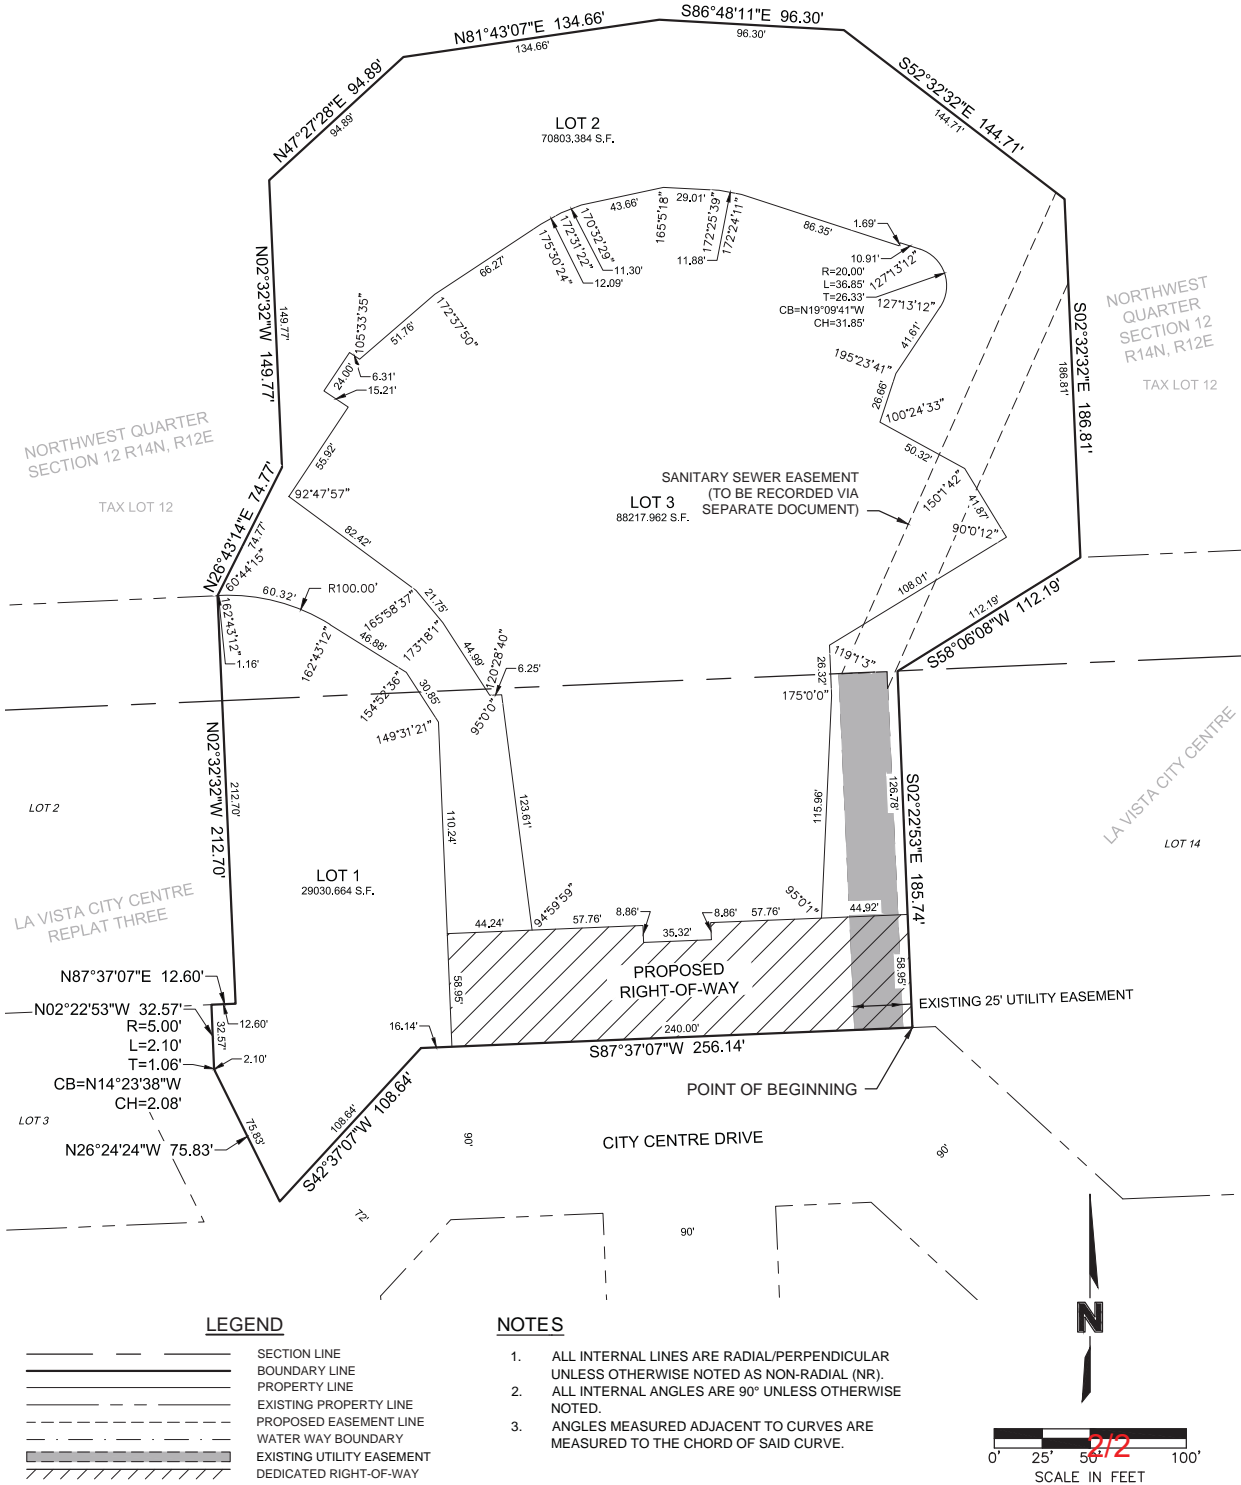 N81°43'07"E 134.66'
134.66'
S86°48'11"E 96.30'
96.30'
N47°27'28"E 94.89'
94.89'
S52°32'32"E 144.71'
144.71'
LOT 2
70803.384 S.F.
43.66'
29.01'
165°5'18"
170°32'29"
172°31'22"
175°30'24"
11.30'
12.09'
172°25'39"
172°24'11"
11.88'
86.35'
1.69'
10.91'
R=20.00'
L=36.85'
T=26.33'
CB=N19°09'41"W
CH=31.85'
127°13'12"
127°13'12"
66.27'
N02°32'32"W 149.77'
149.77'
105°33'35"
51.76'
172°37'50"
24.00'
6.31'
15.21'
41.61'
195°23'41"
26.66'
100°24'33"
NORTHWEST
QUARTER
SECTION 12
R14N, R12E
TAX LOT 12
S02°32'32"E 186.81'
186.81'
NORTHWEST QUARTER
SECTION 12 R14N, R12E
TAX LOT 12
55.92'
92°47'57"
50.32'
SANITARY SEWER EASEMENT
(TO BE RECORDED VIA
SEPARATE DOCUMENT)
LOT 3
88217.962 S.F.
150°1'42"
41.87'
90°0'12"
N26°43'14"E 74.77'
74.77'
60°44'15"
82.42'
60.32'
R100.00'
165°58'37"
21.75'
108.01'
112.19'
S58°06'08"W 112.19'
162°43'12"
1.16'
162°43'12"
46.88'
173°18'1"
44.99'
120°28'40"
6.25'
26.32'
119°1'3"
154°52'36"
30.85'
149°31'21"
95°0'0"
175°0'0"
N02°32'32"W 212.70'
212.70'
LOT 2
110.24'
123.61'
115.96'
126.78'
S02°22'53"E 185.74'
LA VISTA CITY CENTRE
LOT 14
LOT 1
29030.664 S.F.
LA VISTA CITY CENTRE
REPLAT THREE
94°59'59"
95°0'1"
44.24'
57.76'
8.86'
35.32'
8.86'
57.76'
44.92'
PROPOSED
RIGHT-OF-WAY
58.95'
58.95'
N87°37'07"E 12.60'
N02°22'53"W 32.57'
R=5.00'
L=2.10'
T=1.06'
CB=N14°23'38"W
CH=2.08'
12.60'
32.57'
2.10'
EXISTING 25' UTILITY EASEMENT
16.14'
240.00'
S87°37'07"W 256.14'
POINT OF BEGINNING
LOT 3
N26°24'24"W 75.83'
75.83'
108.64'
S42°37'07"W 108.64'
CITY CENTRE DRIVE
90'
90'
72'
90'
N
LEGEND
SECTION LINE
BOUNDARY LINE
PROPERTY LINE
EXISTING PROPERTY LINE
PROPOSED EASEMENT LINE
WATER WAY BOUNDARY
EXISTING UTILITY EASEMENT
DEDICATED RIGHT-OF-WAY
NOTES
1. ALL INTERNAL LINES ARE RADIAL/PERPENDICULAR
UNLESS OTHERWISE NOTED AS NON-RADIAL (NR).
2. ALL INTERNAL ANGLES ARE 90° UNLESS OTHERWISE
NOTED.
3. ANGLES MEASURED ADJACENT TO CURVES ARE
MEASURED TO THE CHORD OF SAID CURVE.
2/2
0' 25' 50' 100'
SCALE IN FEET